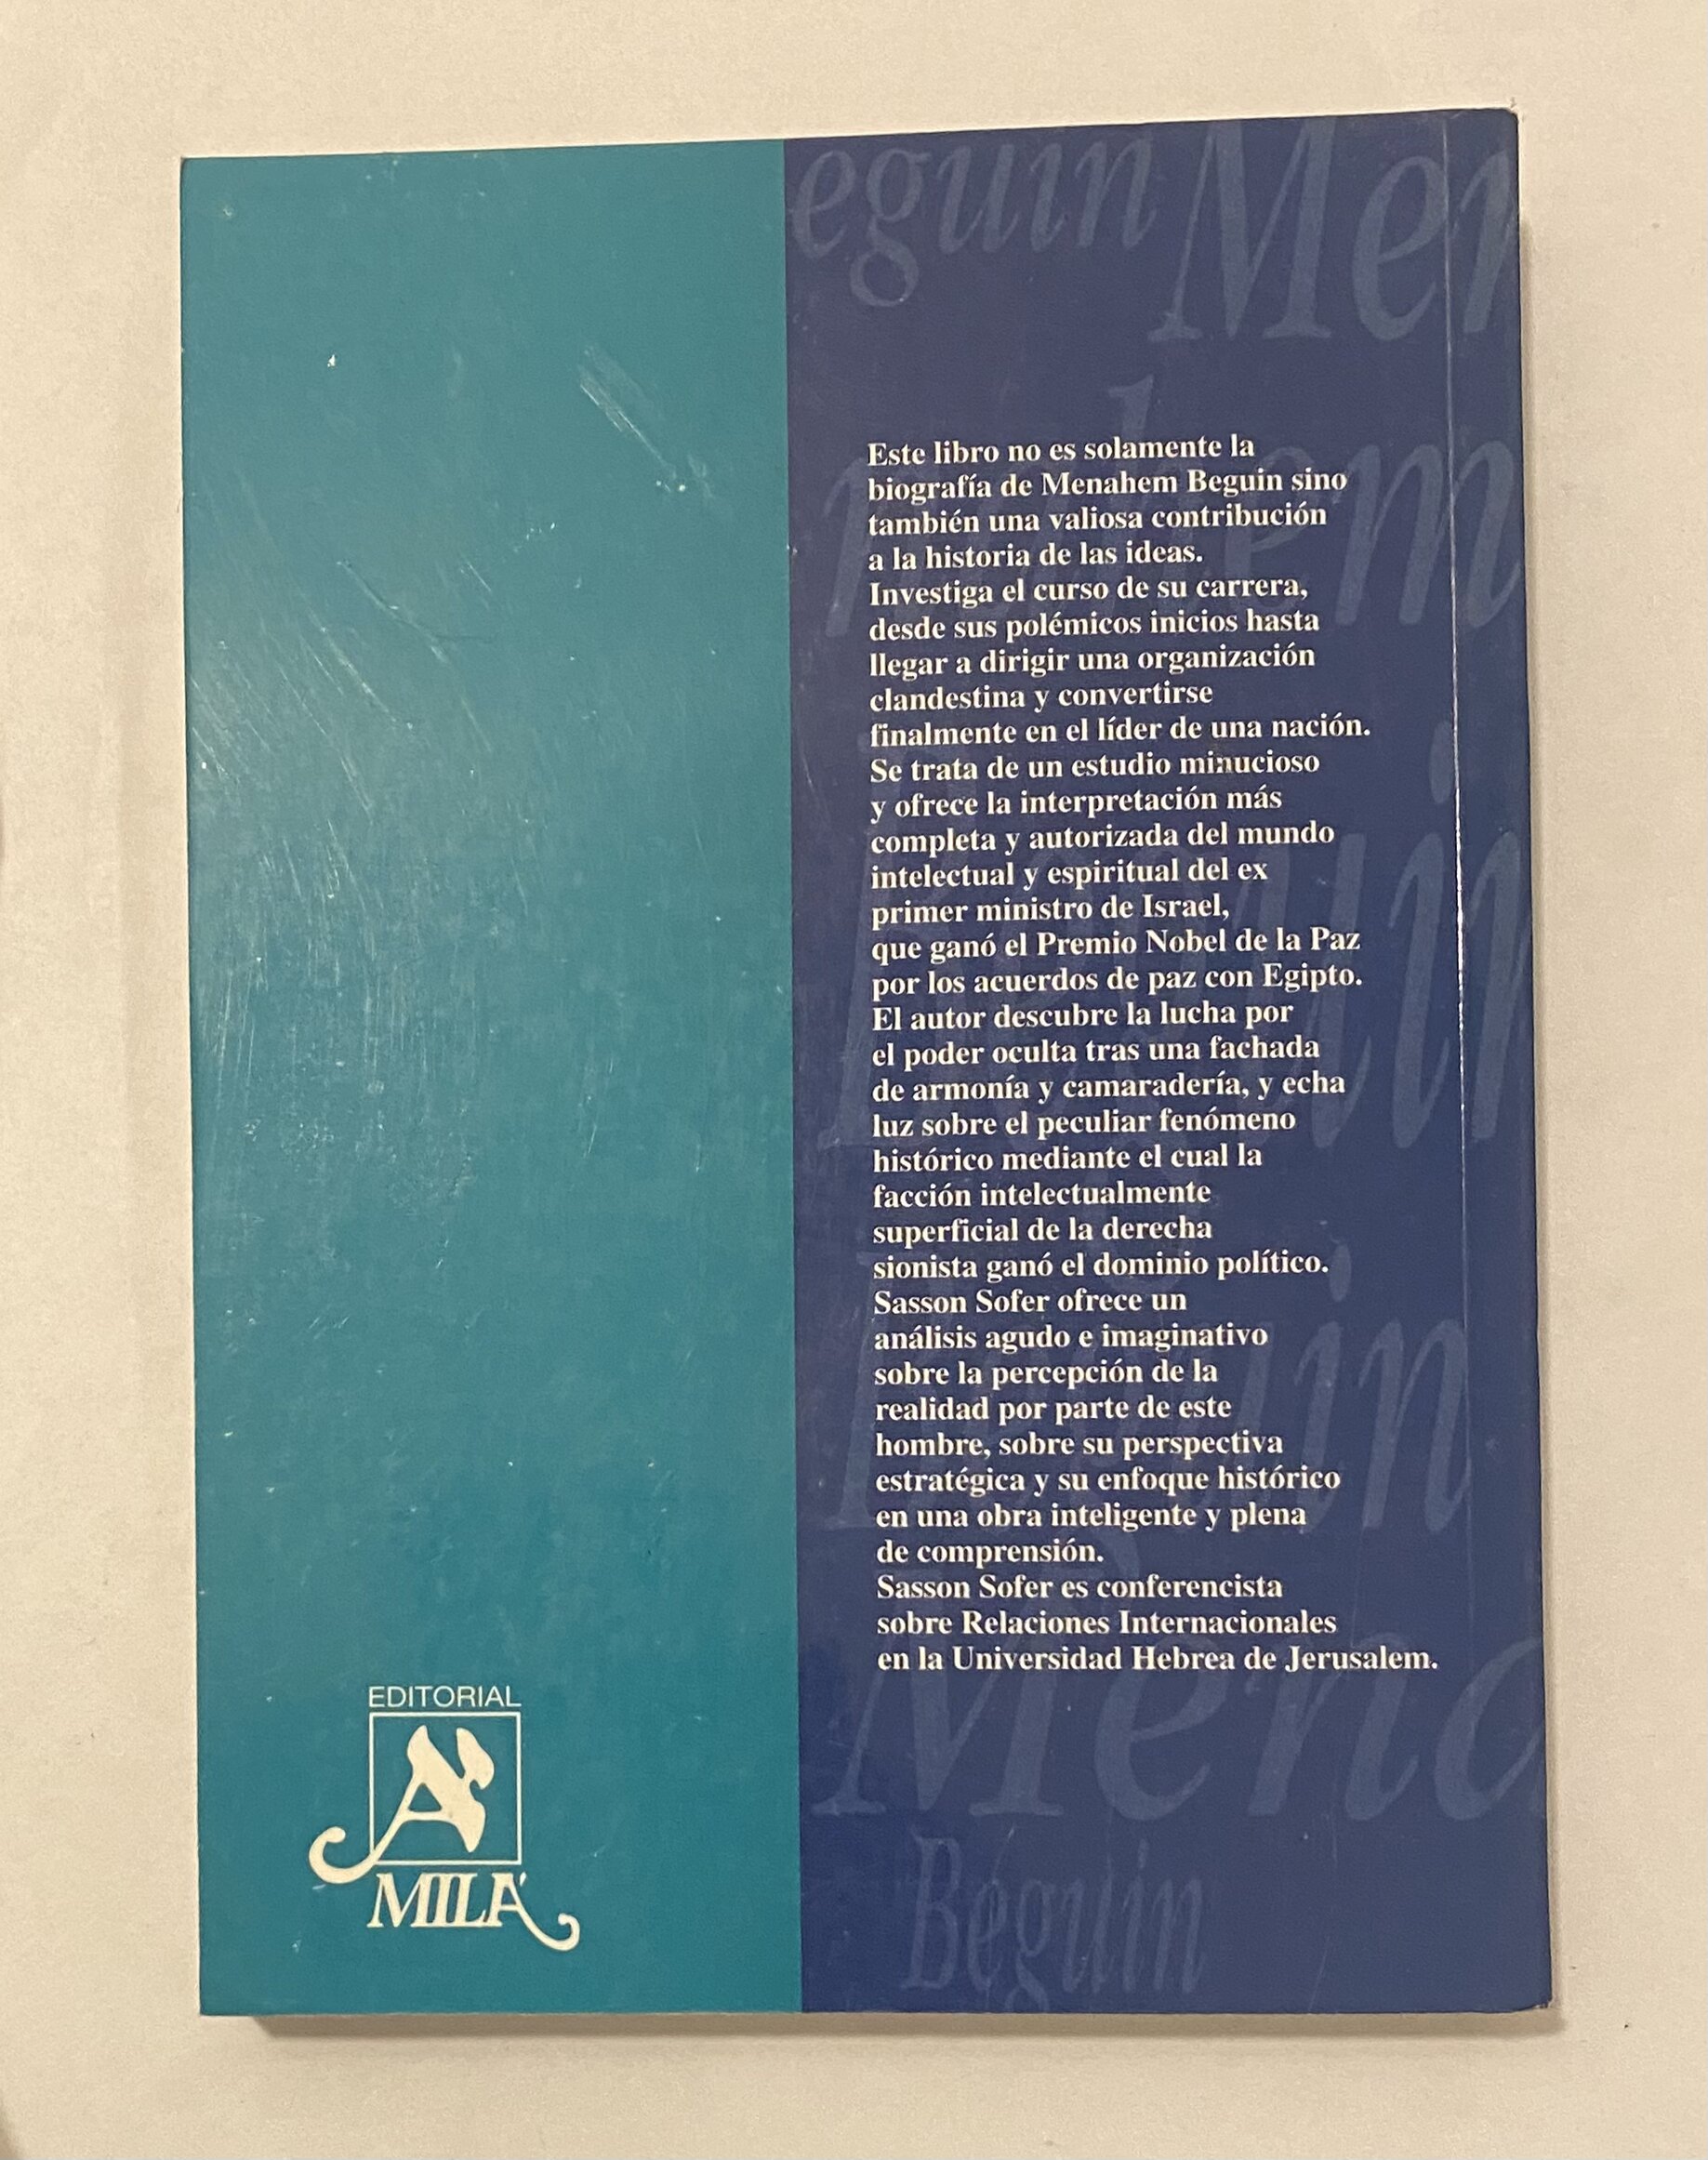 eguin Men
Este libro no es solamente la
biografía de Menahem Beguin sino
también una valiosa contribución
a la historia de las ideas.
Investiga el curso de su carrera,
desde sus polémicos inicios hasta
llegar a dirigir una organización
clandestina y convertirse
finalmente en el líder de una nación.
Se trata de un estudio minucioso
y ofrece la interpretación más
completa y autorizada del mundo
intelectual y espiritual del ex
primer ministro de Israel,
que ganó el Premio Nobel de la Paz
por los acuerdos de paz con Egipto.
El autor descubre la lucha por
el poder oculta tras una fachada
de armonía y camaradería, y echa
luz sobre el peculiar fenómeno
histórico mediante el cual la
facción intelectualmente
superficial de la derecha
sionista ganó el dominio político.
Sasson Sofer ofrece un
análisis agudo e imaginativo
sobre la percepción de la
realidad por parte de este
hombre, sobre su perspectiva
estratégica y su enfoque histórico
en una obra inteligente y plena
de comprensión.
Sasson Sofer es conferencista
sobre Relaciones Internacionales
en la Universidad Hebrea de Jerusalem.
Mena
Beguin
EDITORIAL
MILÁ